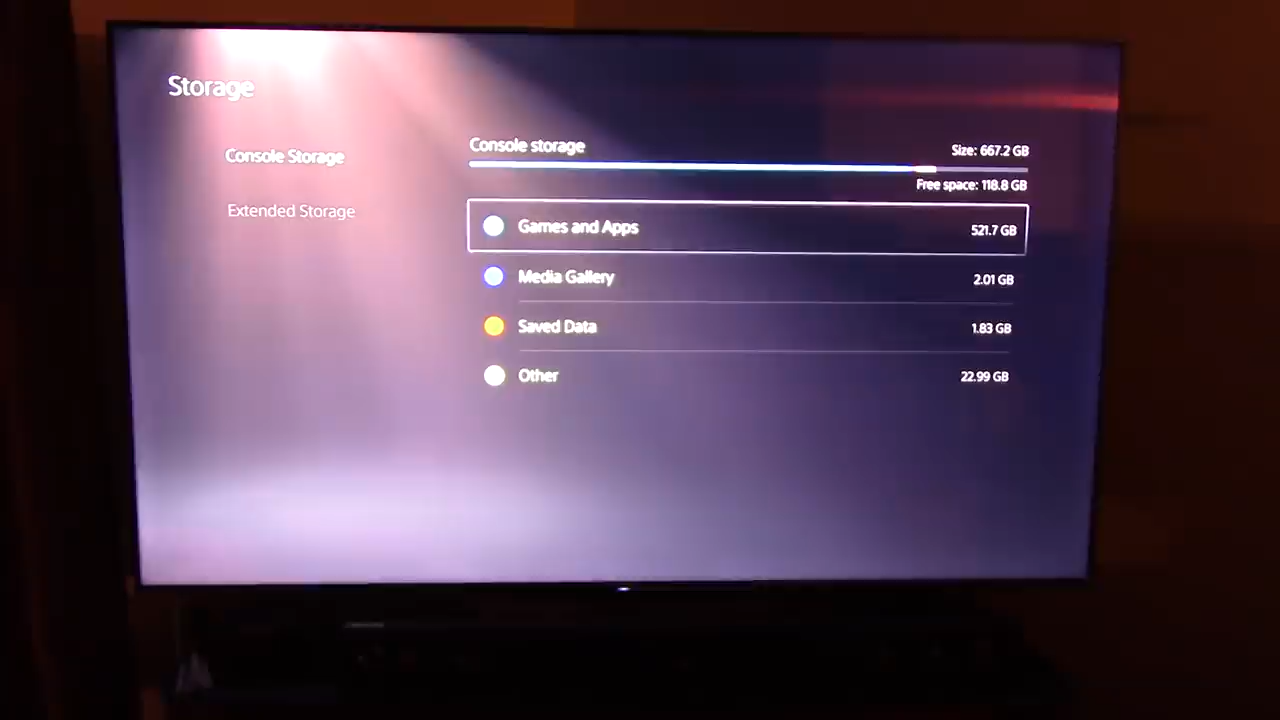 Storage
Console Storage
Extended Storage
Console storage
Size: 667.2 GB
Free space: 118.8 GB
Games and Apps
521.7 GB
Media Gallery
2.01 GB
Saved Data
1.83 GB
Other
22.99 GB